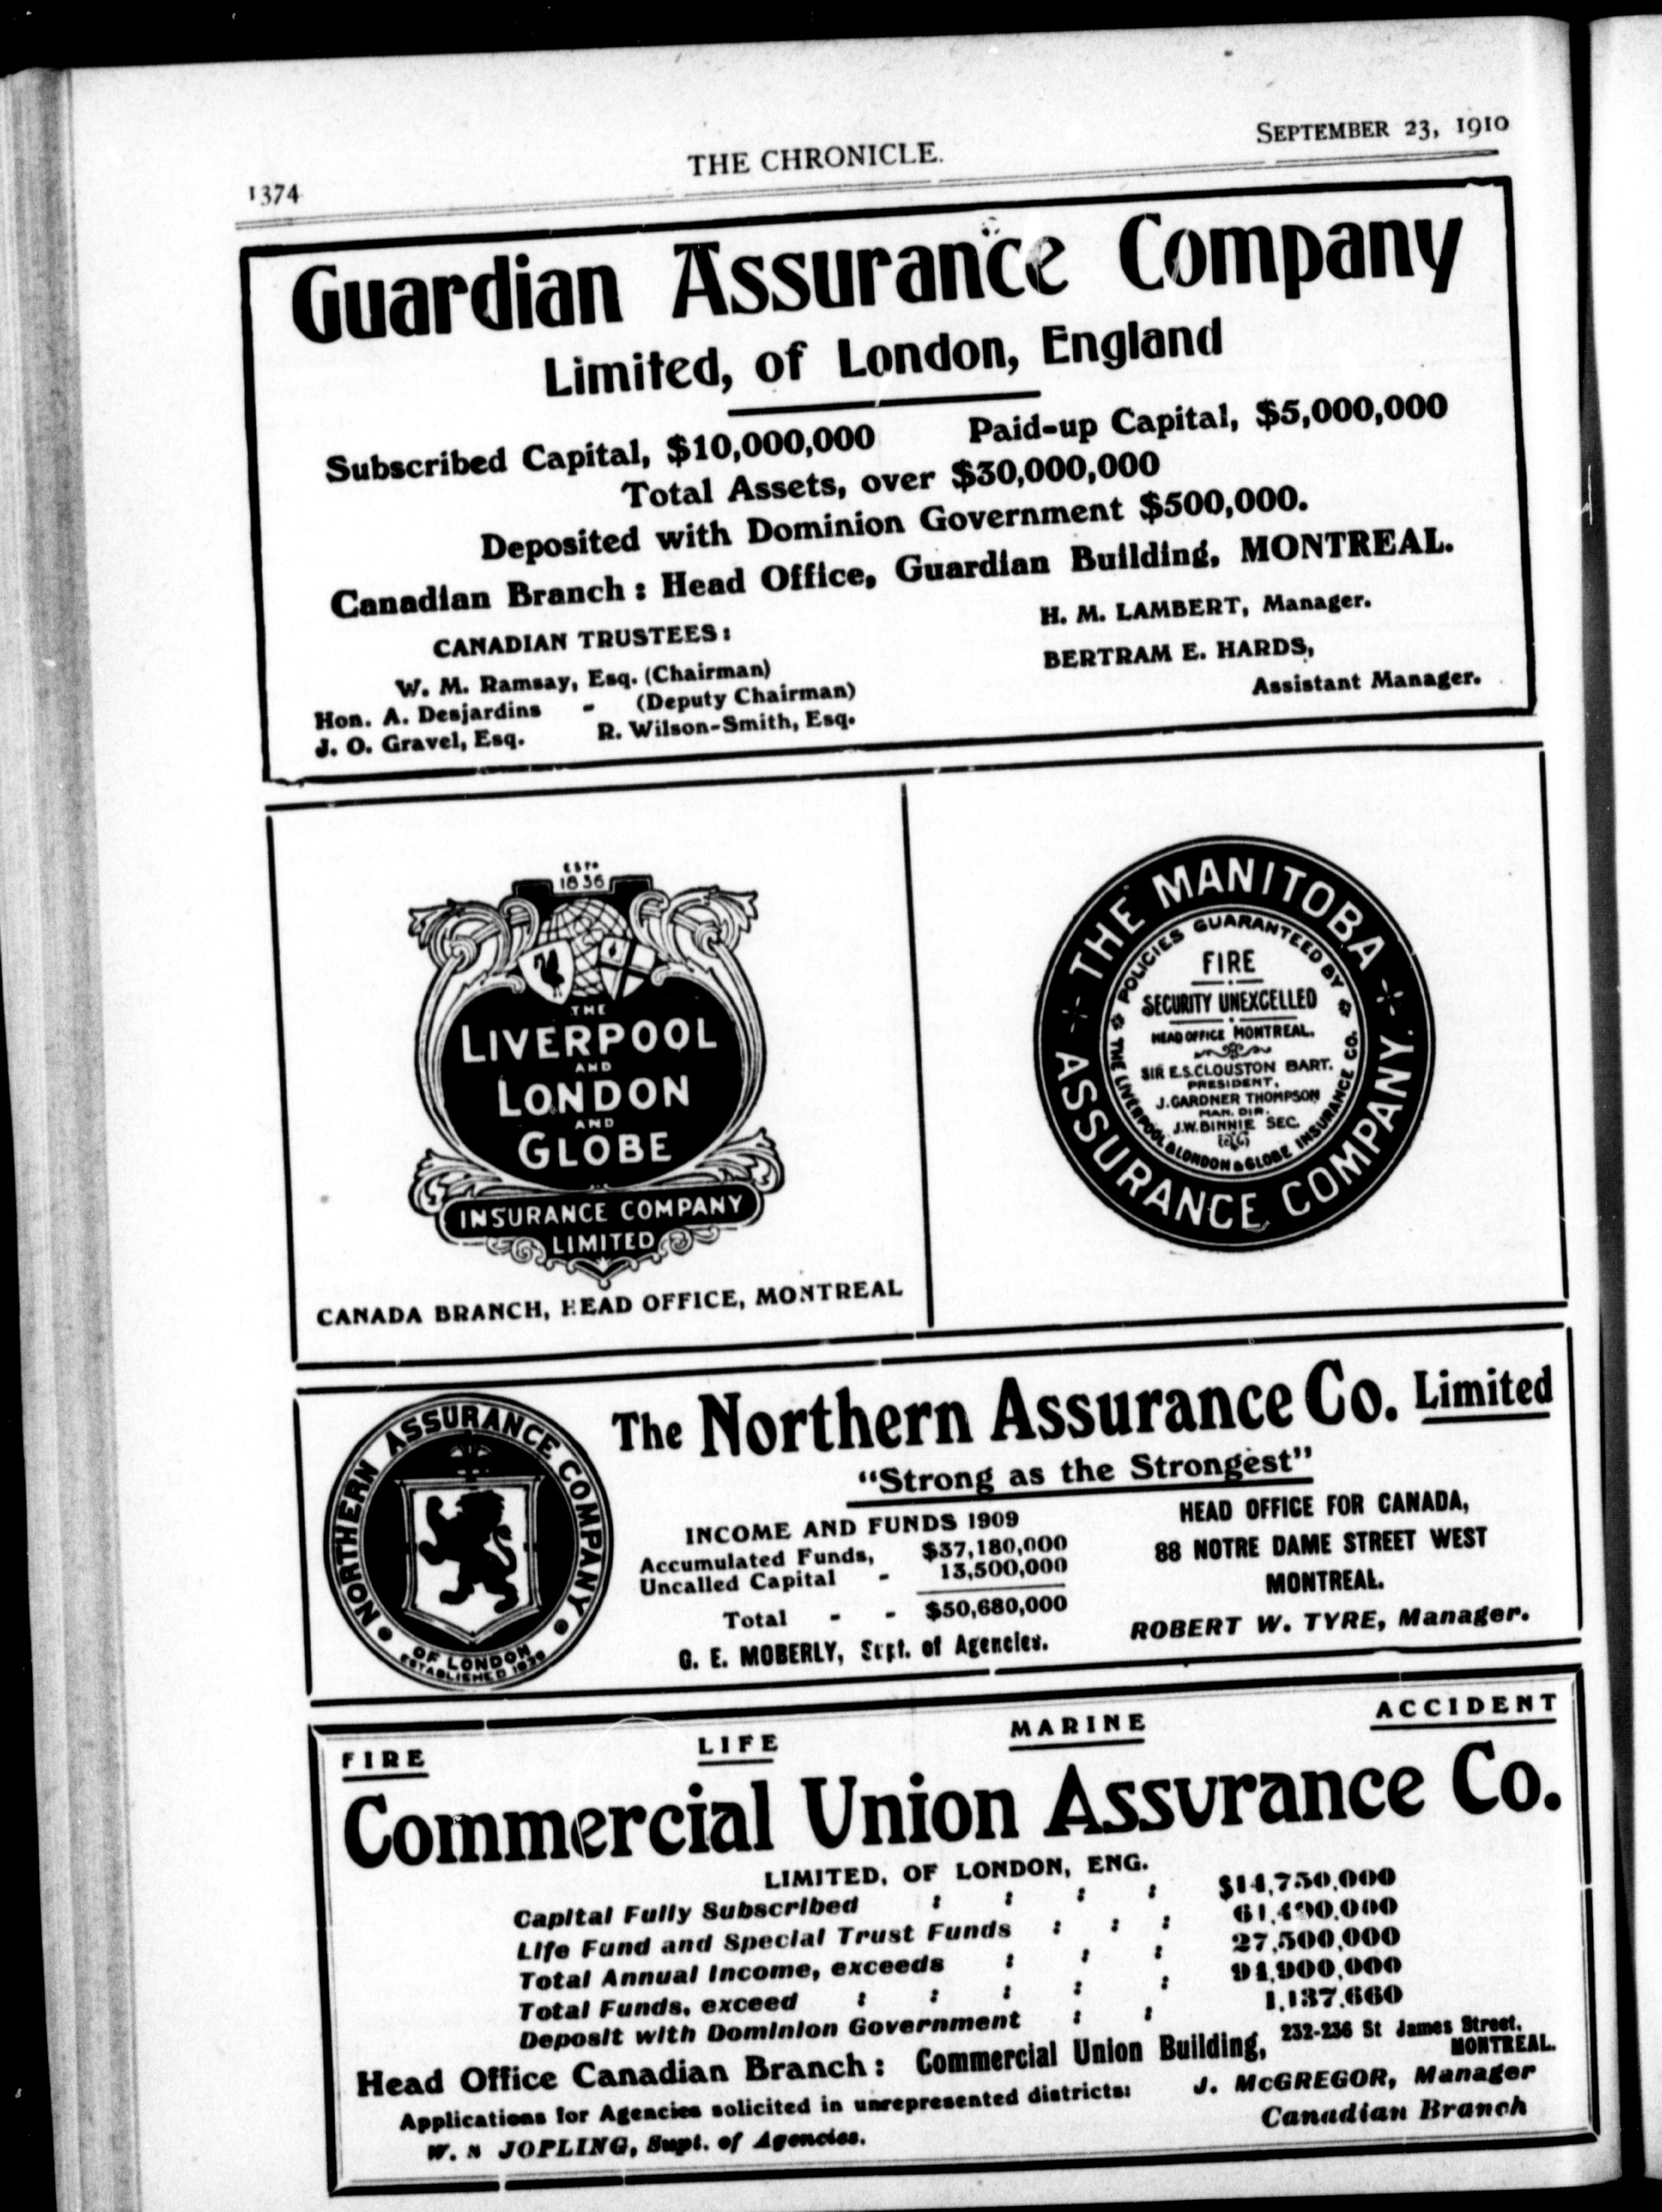 1374
THE CHRONICLE.
SEPTEMBER 23, 1910
Guardian Assurance Company
Limited, of London, England
Subscribed Capital, $10,000,000 Paid-up Capital, $5,000,000
Total Assets, over $30,000,000
Deposited with Dominion Government $500,000.
Canadian Branch : Head Office, Guardian Building, MONTREAL.
CANADIAN TRUSTEES :
W. M. Ramsay, Esq. (Chairman)
Hon. A. Desjardins - (Deputy Chairman)
J. O. Gravel, Esq. R. Wilson-Smith, Esq.
H. M. LAMBERT, Manager.
BERTRAM E. HARDS,
Assistant Manager.
ESTD
1836
THE
LIVERPOOL
AND
LONDON
AND
GLOBE
INSURANCE COMPANY
LIMITED
CANADA BRANCH, HEAD OFFICE, MONTREAL
THE MANITOBA
ASSURANCE COMPANY.
POLICIES GUARANTEED BY
THE LIVERPOOL & LONDON & GLOBE INSURANCE CO.
FIRE
SECURITY UNEXCELLED
HEAD OFFICE MONTREAL.
SIR E.S.CLOUSTON BART.
PRESIDENT,
J.GARDNER THOMPSON
MAN. DIR.
J.W.BINNIE SEC.
NORTHERN ASSURANCE COMPANY
OF LONDON
ESTABLISHED 1836
The Northern Assurance Co. Limited
"Strong as the Strongest"
INCOME AND FUNDS 1909
Accumulated Funds, $37,180,000
Uncalled Capital - 13,500,000
Total - - $50,680,000
G. E. MOBERLY, Supt. of Agencies.
HEAD OFFICE FOR CANADA,
88 NOTRE DAME STREET WEST
MONTREAL.
ROBERT W. TYRE, Manager.
FIRE LIFE MARINE ACCIDENT
Commercial Union Assurance Co.
LIMITED, OF LONDON, ENG.
Capital Fully Subscribed : : : : $14,750,000
Life Fund and Special Trust Funds : : : 61,490,000
Total Annual Income, exceeds : : : 27,500,000
Total Funds, exceed : : : : : 94,900,000
Deposit with Dominion Government : : 1,137,660
Head Office Canadian Branch : Commercial Union Building, 232-236 St James Street,
MONTREAL.
Applications for Agencies solicited in unrepresented districts:
W. S JOPLING, Supt. of Agencies.
J. McGREGOR, Manager
Canadian Branch